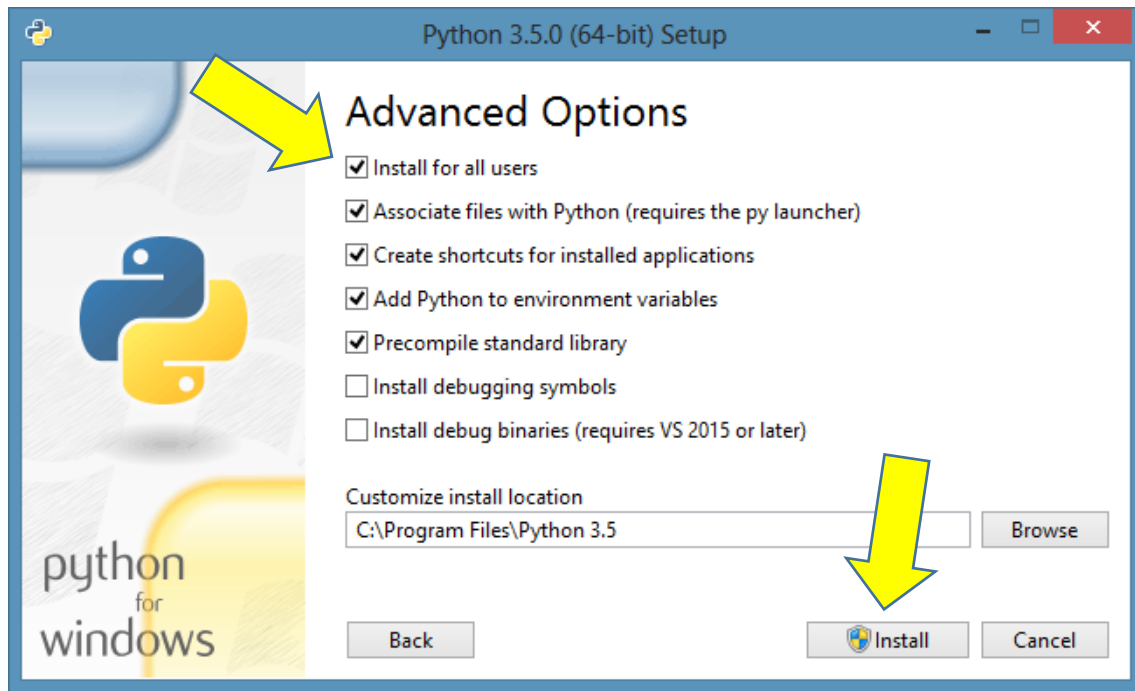 Python 3.5.0 (64-bit) Setup
Advanced Options
Install for all users
Associate files with Python (requires the py launcher)
Create shortcuts for installed applications
Add Python to environment variables
Precompile standard library
Install debugging symbols
Install debug binaries (requires VS 2015 or later)
Customize install location
C:\Program Files\Python 3.5
Browse
python
for
windows
Back
Install
Cancel